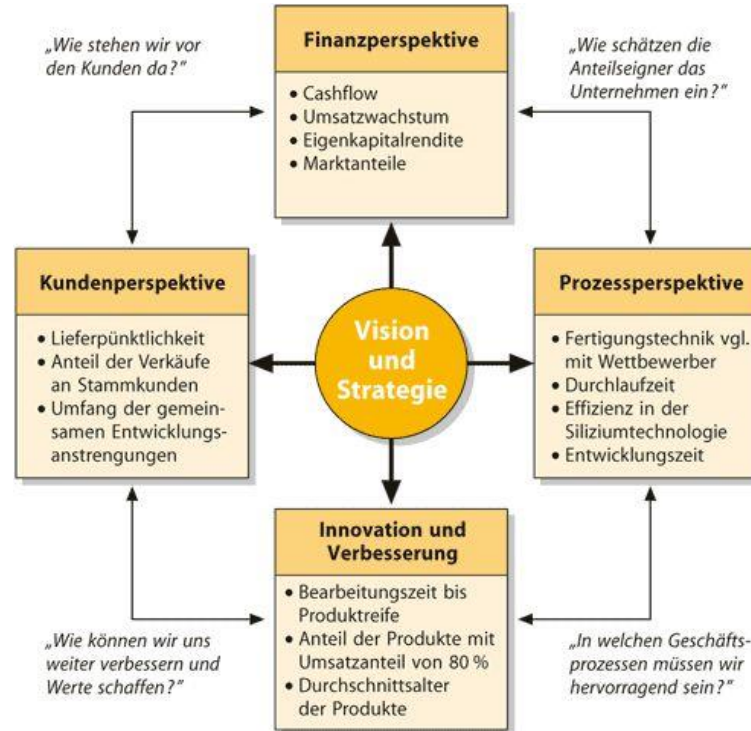 „Wie stehen wir vor
den Kunden da?”
Finanzperspektive
• Cashflow
• Umsatzwachstum
• Eigenkapitalrendite
• Marktanteile
„Wie schätzen die
Anteilseigner das
Unternehmen ein?”
Kundenperspektive
• Lieferpünktlichkeit
• Anteil der Verkäufe
an Stammkunden
• Umfang der gemein-
samen Entwicklungs-
anstrengungen
Vision
und
Strategie
Prozessperspektive
• Fertigungstechnik vgl.
mit Wettbewerber
• Durchlaufzeit
• Effizienz in der
Siliziumtechnologie
• Entwicklungszeit
Innovation und
Verbesserung
• Bearbeitungszeit bis
Produktreife
• Anteil der Produkte mit
Umsatzanteil von 80 %
• Durchschnittsalter
der Produkte
„Wie können wir uns
weiter verbessern und
Werte schaffen?”
„In welchen Geschäfts-
prozessen müssen wir
hervorragend sein?”